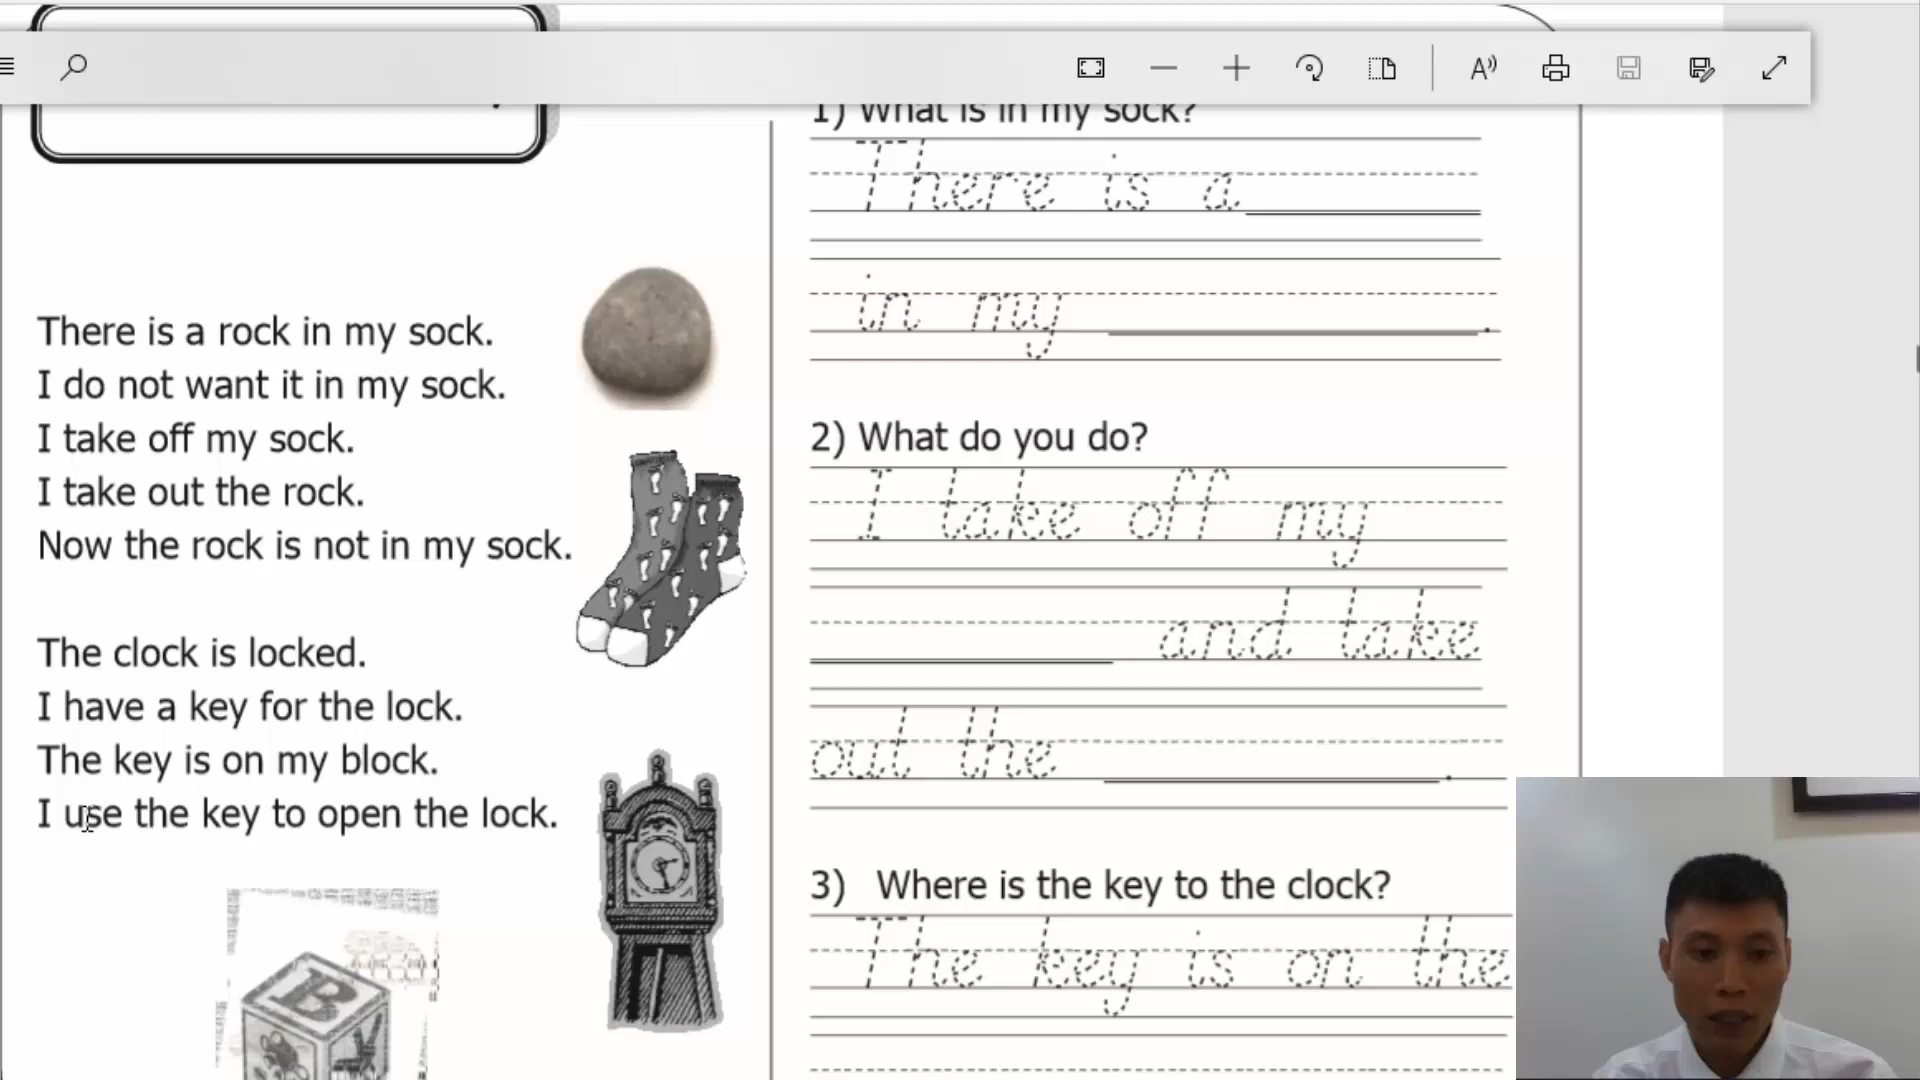 There is a rock in my sock.
I do not want it in my sock.
I take off my sock.
I take out the rock.
Now the rock is not in my sock.
The clock is locked.
I have a key for the lock.
The key is on my block.
I use the key to open the lock.
B
1) What is in my sock?
There is a
in my .
2) What do you do?
I take off my
and take
out the .
3) Where is the key to the clock?
The key is on the